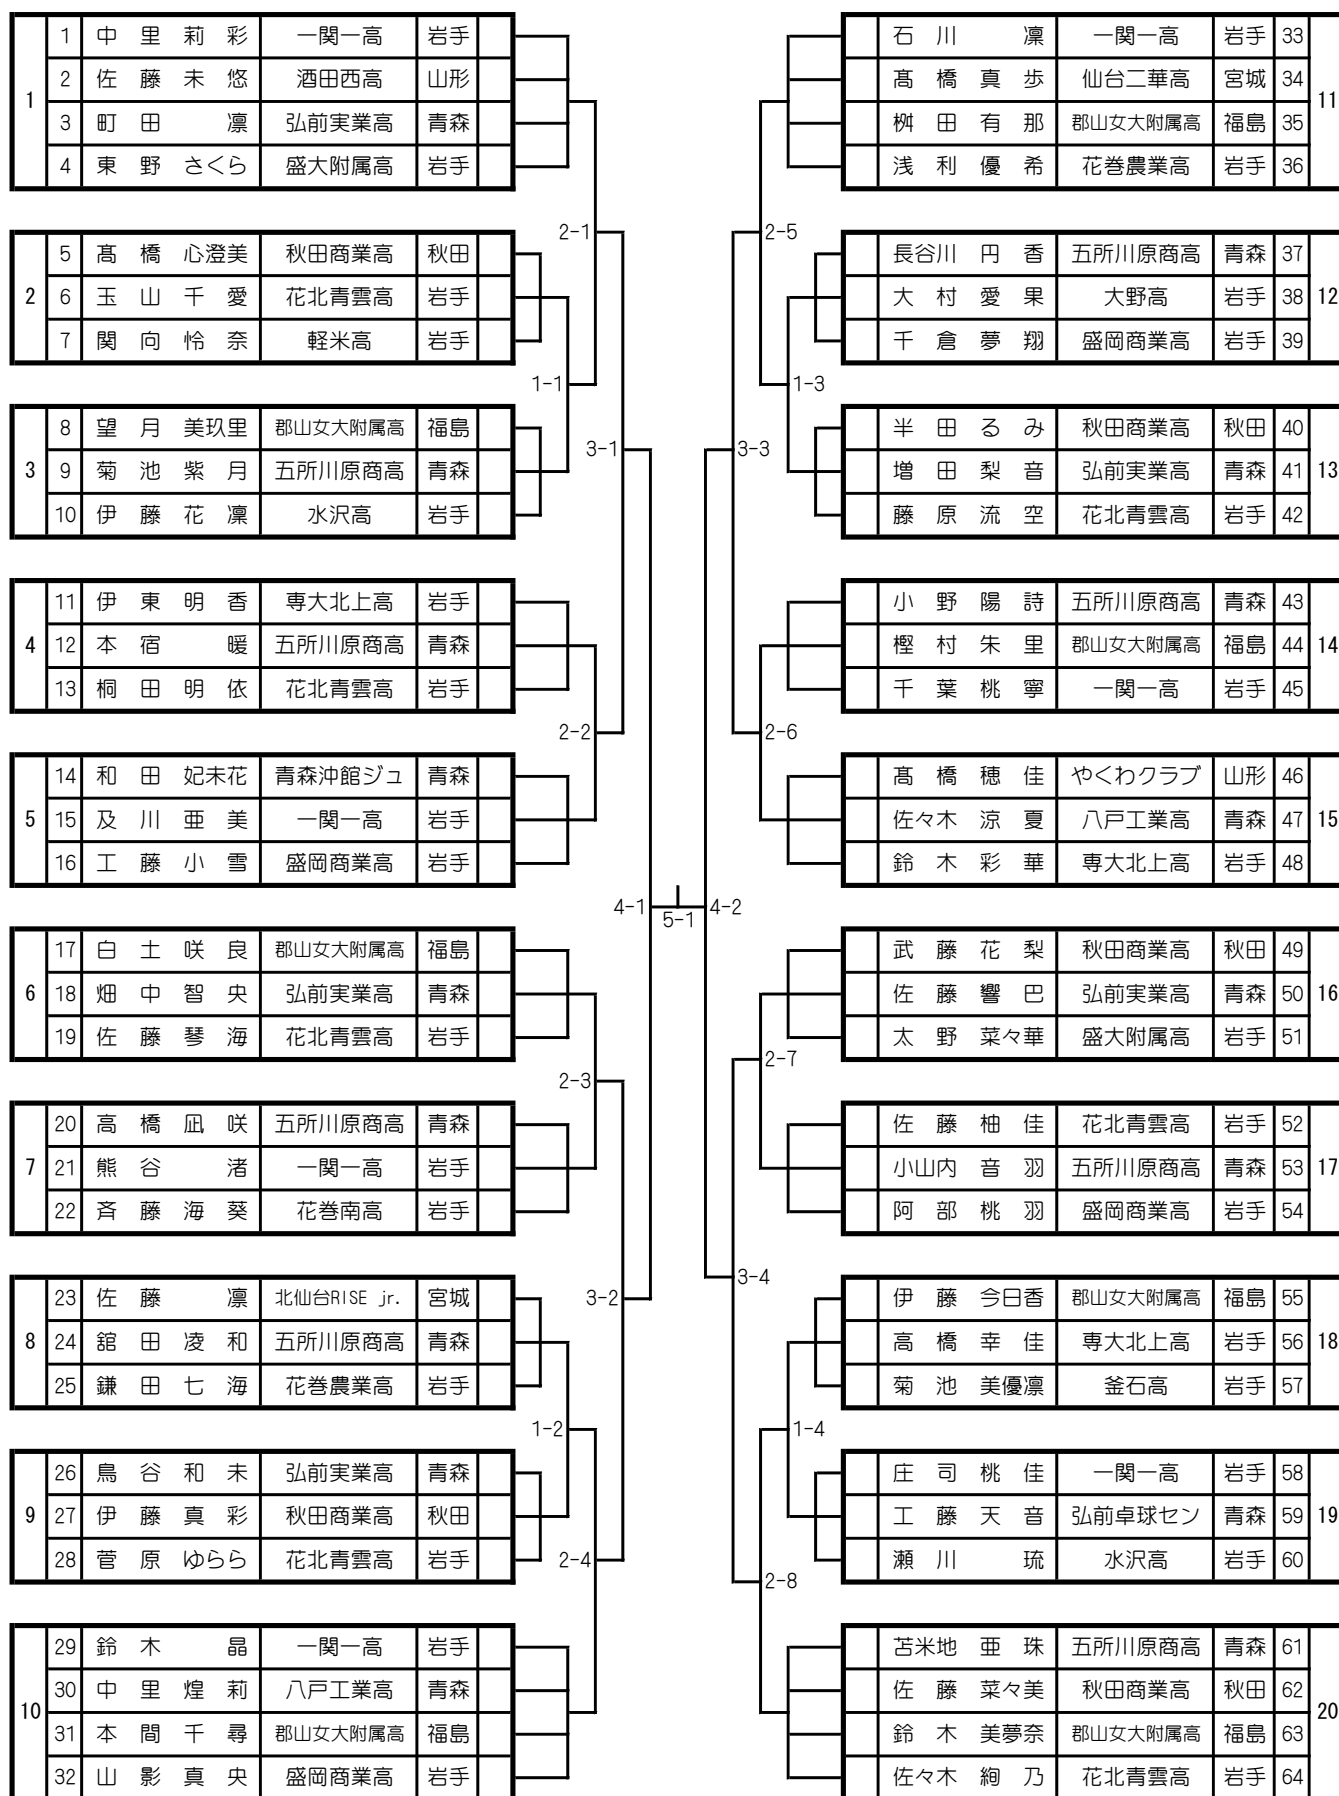 1 1 中里莉彩 一関一高 岩手
2 佐藤未悠 酒田西高 山形
3 町田凛 弘前実業高 青森
4 東野さくら 盛大附属高 岩手
2-1
2 5 髙橋心澄美 秋田商業高 秋田
6 玉山千愛 花北青雲高 岩手
7 関向怜奈 軽米高 岩手
1-1
3 8 望月美玖里 郡山女大附属高 福島
9 菊池紫月 五所川原商高 青森
10 伊藤花凜 水沢高 岩手
3-1
4 11 伊東明香 専大北上高 岩手
12 本宿暖 五所川原商高 青森
13 桐田明依 花北青雲高 岩手
2-2
5 14 和田妃未花 青森沖館ジュ 青森
15 及川亜美 一関一高 岩手
16 工藤小雪 盛岡商業高 岩手
4-1
6 17 白土咲良 郡山女大附属高 福島
18 畑中智央 弘前実業高 青森
19 佐藤琴海 花北青雲高 岩手
2-3
7 20 高橋凪咲 五所川原商高 青森
21 熊谷渚 一関一高 岩手
22 斉藤海葵 花巻南高 岩手
3-2
8 23 佐藤凛 北仙台RISE jr. 宮城
24 舘田凌和 五所川原商高 青森
25 鎌田七海 花巻農業高 岩手
1-2
9 26 鳥谷和未 弘前実業高 青森
27 伊藤真彩 秋田商業高 秋田
28 菅原ゆらら 花北青雲高 岩手
2-4
10 29 鈴木晶 一関一高 岩手
30 中里煌莉 八戸工業高 青森
31 本間千尋 郡山女大附属高 福島
32 山影真央 盛岡商業高 岩手
5-1
石川凜 一関一高 岩手 33 11
髙橋真歩 仙台二華高 宮城 34
桝田有那 郡山女大附属高 福島 35
浅利優希 花巻農業高 岩手 36
2-5
長谷川円香 五所川原商高 青森 37 12
大村愛果 大野高 岩手 38
千倉夢翔 盛岡商業高 岩手 39
1-3
半田るみ 秋田商業高 秋田 40 13
増田梨音 弘前実業高 青森 41
藤原流空 花北青雲高 岩手 42
3-3
小野陽詩 五所川原商高 青森 43 14
樫村朱里 郡山女大附属高 福島 44
千葉桃寧 一関一高 岩手 45
2-6
髙橋穂佳 やくわクラブ 山形 46 15
佐々木涼夏 八戸工業高 青森 47
鈴木彩華 専大北上高 岩手 48
4-2
武藤花梨 秋田商業高 秋田 49 16
佐藤響巴 弘前実業高 青森 50
太野菜々華 盛大附属高 岩手 51
2-7
佐藤柚佳 花北青雲高 岩手 52 17
小山内音羽 五所川原商高 青森 53
阿部桃羽 盛岡商業高 岩手 54
3-4
伊藤今日香 郡山女大附属高 福島 55 18
高橋幸佳 専大北上高 岩手 56
菊池美優凛 釜石高 岩手 57
1-4
庄司桃佳 一関一高 岩手 58 19
工藤天音 弘前卓球セン 青森 59
瀬川琉 水沢高 岩手 60
2-8
苫米地亜珠 五所川原商高 青森 61 20
佐藤菜々美 秋田商業高 秋田 62
鈴木美夢奈 郡山女大附属高 福島 63
佐々木絢乃 花北青雲高 岩手 64